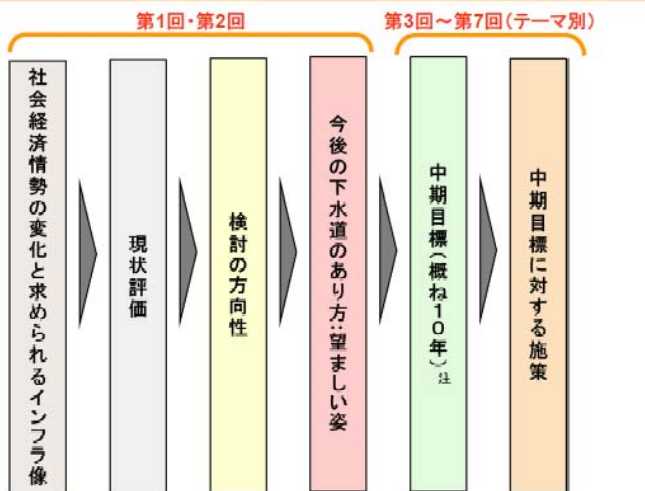 第1回・第2回
第3回～第7回(テーマ別)
社会経済情勢の変化と求められるインフラ像
現状評価
検討の方向性
今後の下水道のあり方:望ましい姿
中期目標(概ね10年)注
中期目標に対する施策